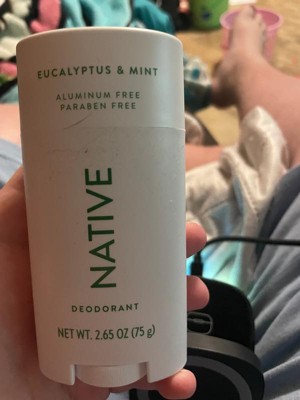 EUCALYPTUS & MINT
ALUMINUM FREE
PARABEN FREE
NATIVE
DEODORANT
NET WT. 2.65 OZ (75 g)